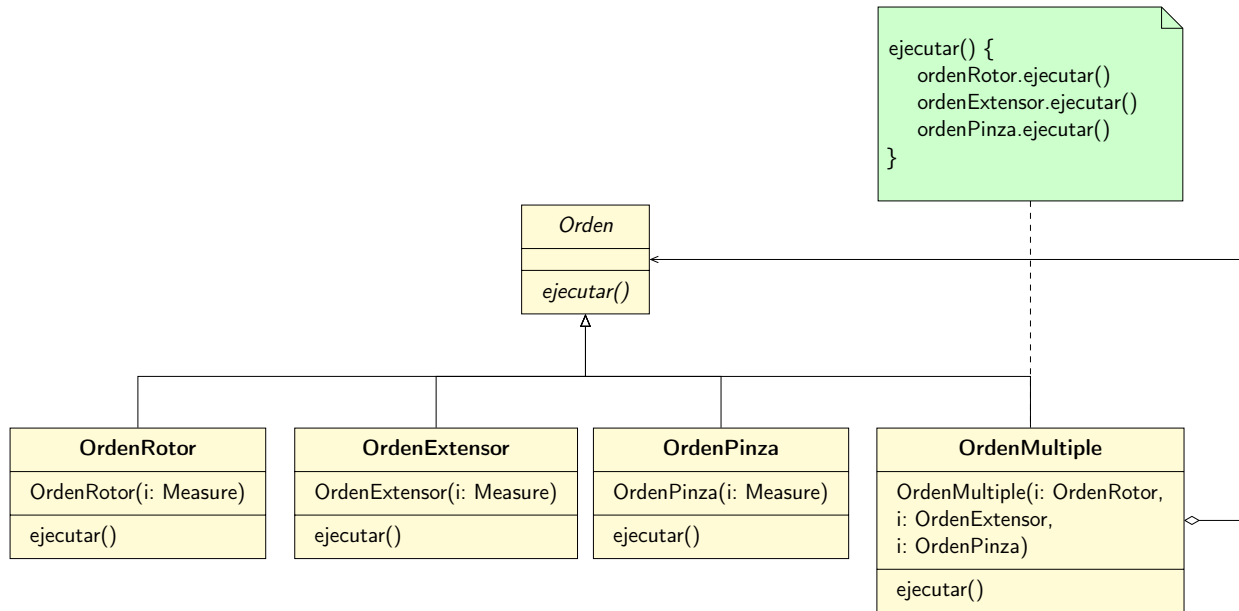 ejecutar() {
ordenRotor.ejecutar()
ordenExtensor.ejecutar()
ordenPinza.ejecutar()
}
Orden
ejecutar()
OrdenRotor
OrdenRotor(i: Measure)
ejecutar()
OrdenExtensor
OrdenExtensor(i: Measure)
ejecutar()
OrdenPinza
OrdenPinza(i: Measure)
ejecutar()
OrdenMultiple
OrdenMultiple(i: OrdenRotor,
i: OrdenExtensor,
i: OrdenPinza)
ejecutar()